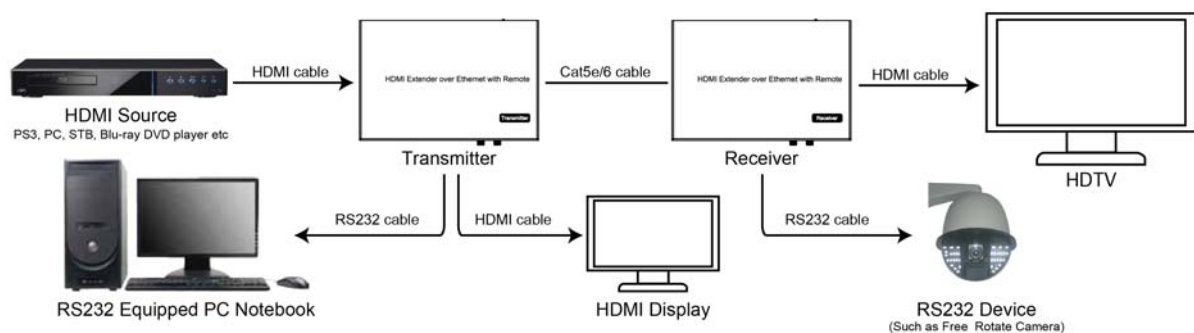 HDMI cable
HDMI Extender over Ethernet with Remote
Transmitter
Cat5e/6 cable
HDMI Extender over Ethernet with Remote
Receiver
HDMI cable
HDMI Source
PS3, PC, STB, Blu-ray DVD player etc
Transmitter
Receiver
HDTV
RS232 cable
HDMI cable
RS232 cable
RS232 Equipped PC Notebook
HDMI Display
RS232 Device
(Such as Free Rotate Camera)